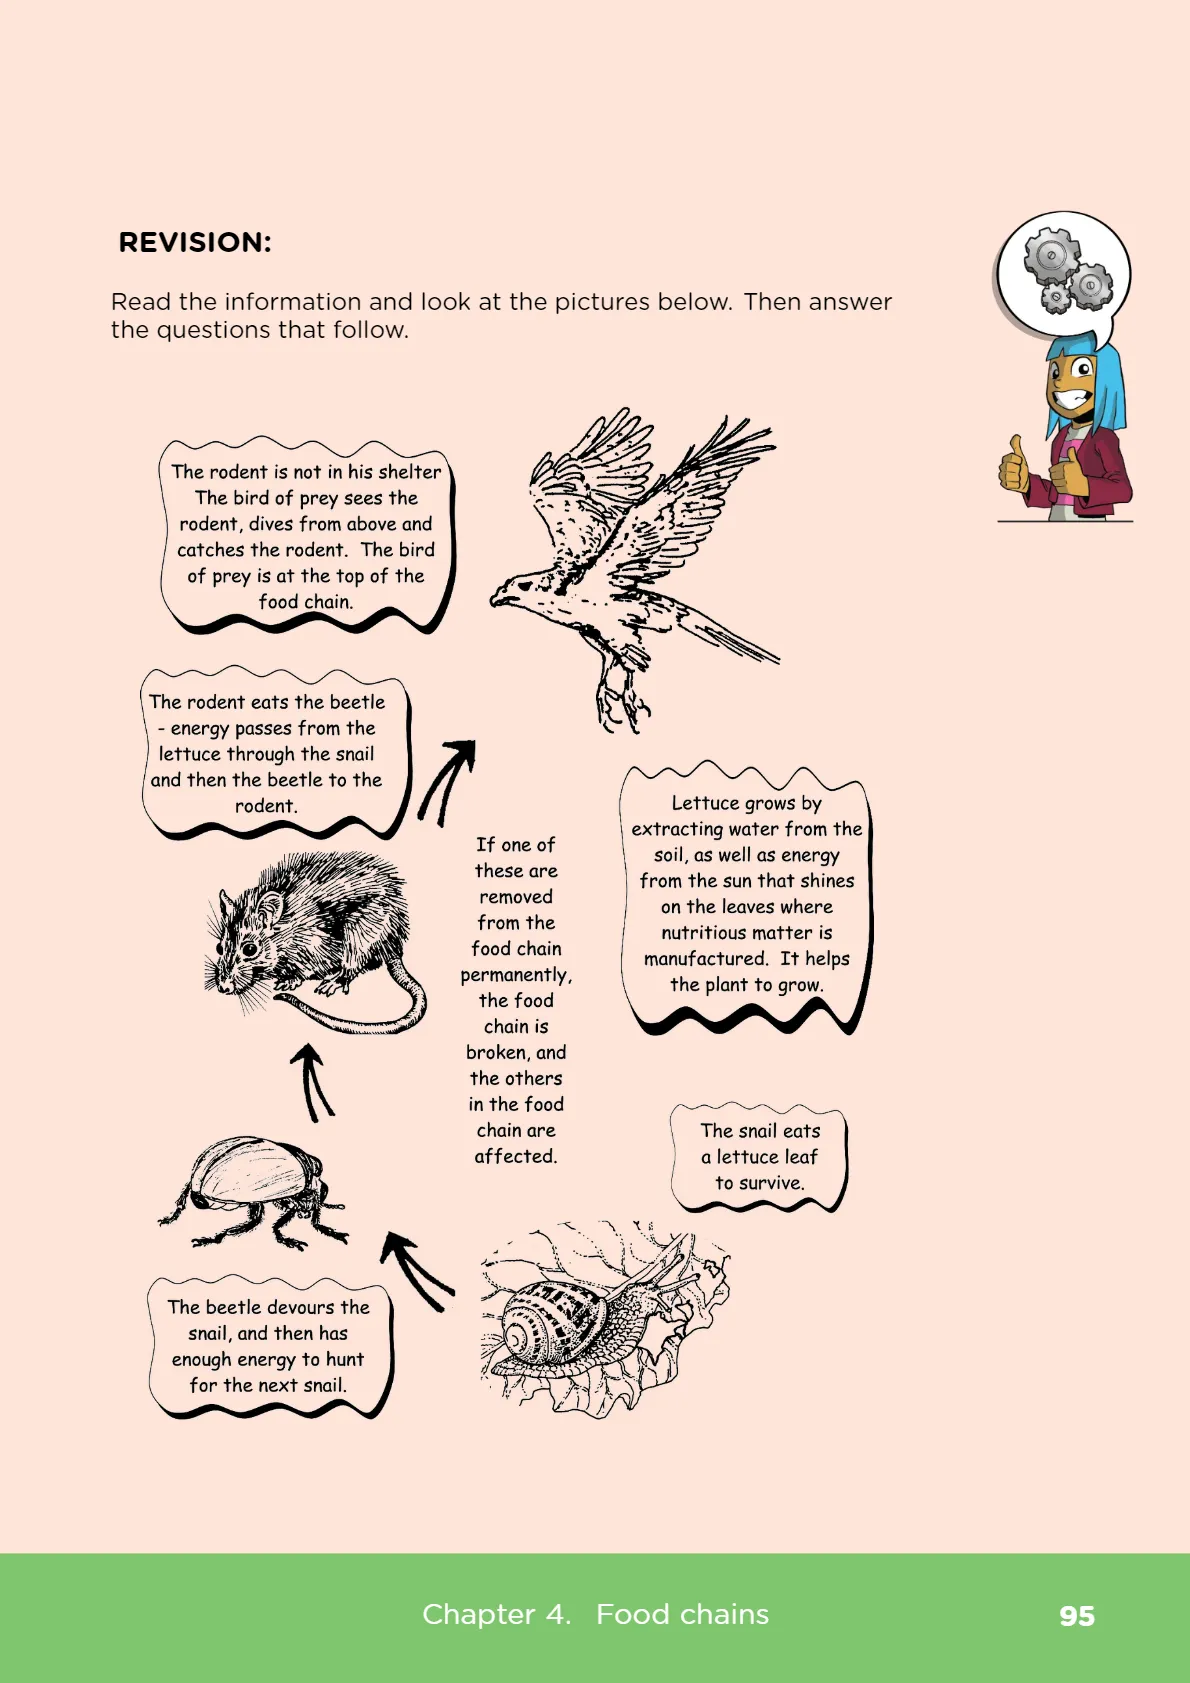 REVISION:
Read the information and look at the pictures below. Then answer
the questions that follow.
The rodent is not in his shelter
The bird of prey sees the
rodent, dives from above and
catches the rodent. The bird
of prey is at the top of the
food chain.
The rodent eats the beetle
- energy passes from the
lettuce through the snail
and then the beetle to the
rodent.
If one of
these are
removed
from the
food chain
permanently,
the food
chain is
broken, and
the others
in the food
chain are
affected.
Lettuce grows by
extracting water from the
soil, as well as energy
from the sun that shines
on the leaves where
nutritious matter is
manufactured. It helps
the plant to grow.
The snail eats
a lettuce leaf
to survive.
The beetle devours the
snail, and then has
enough energy to hunt
for the next snail.
Chapter 4. Food chains
95